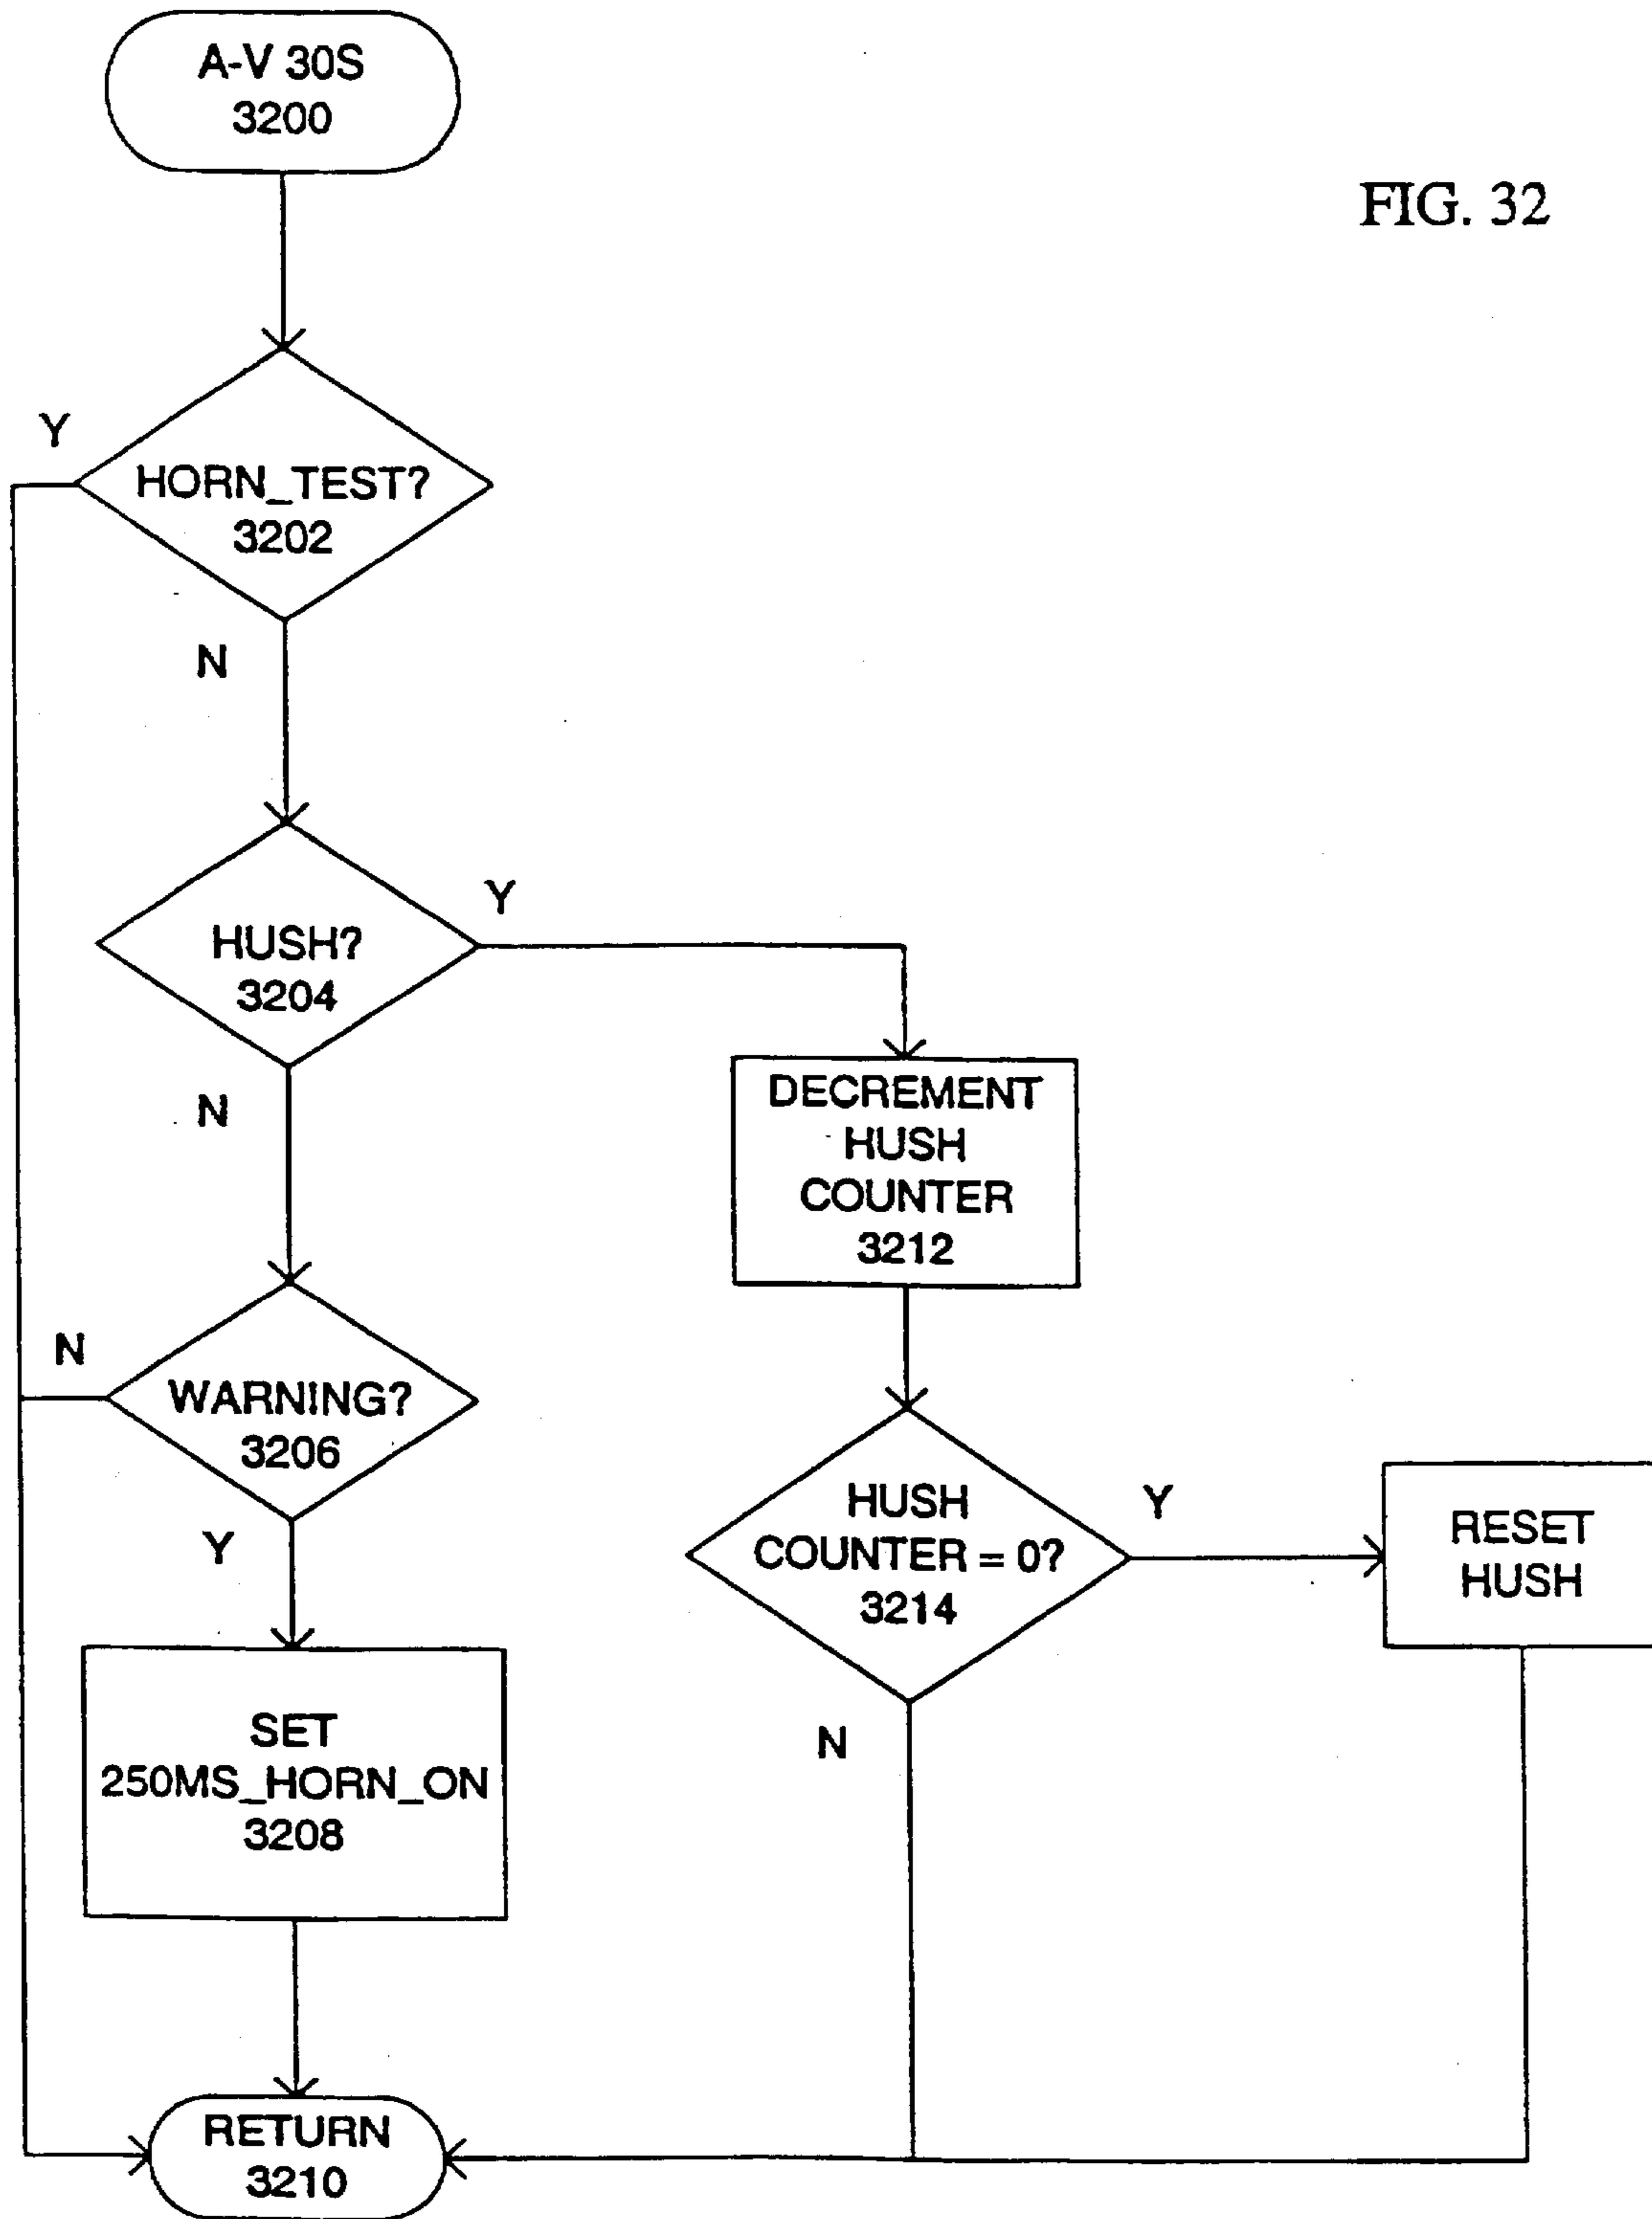 A-V 30S
3200
FIG. 32
Y
HORN_TEST?
3202
N
HUSH?
3204
Y
N
DECREMENT
HUSH
COUNTER
3212
N
WARNING?
3206
Y
HUSH
COUNTER = 0?
3214
Y
RESET
HUSH
N
SET
250MS_HORN_ON
3208
RETURN
3210